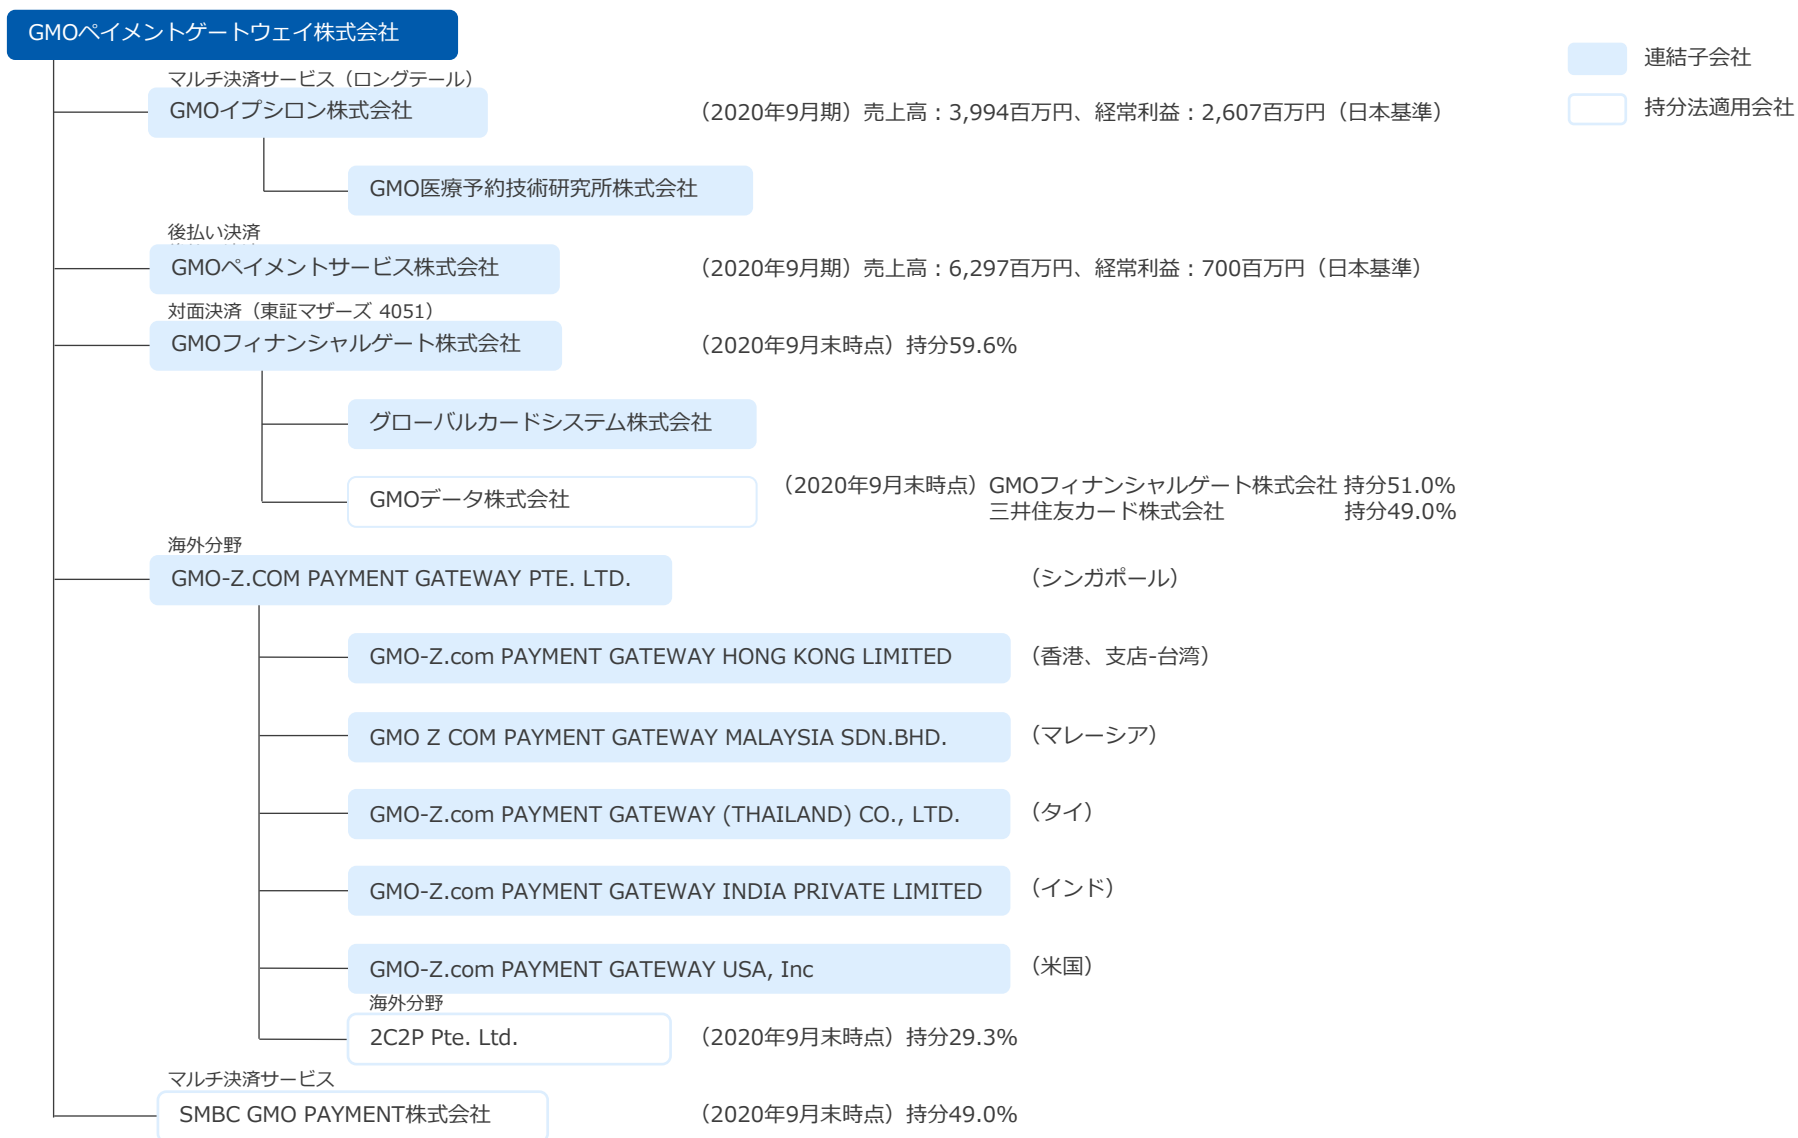 GMOペイメントゲートウェイ株式会社
連結子会社
持分法適用会社
マルチ決済サービス（ロングテール）
GMOイプシロン株式会社
（2020年9月期）売上高：3,994百万円、経常利益：2,607百万円（日本基準）
GMO医療予約技術研究所株式会社
後払い決済
GMOペイメントサービス株式会社
（2020年9月期）売上高：6,297百万円、経常利益：700百万円（日本基準）
対面決済（東証マザーズ 4051）
GMOフィナンシャルゲート株式会社
（2020年9月末時点）持分59.6%
グローバルカードシステム株式会社
GMOデータ株式会社
（2020年9月末時点）GMOフィナンシャルゲート株式会社 持分51.0%
三井住友カード株式会社 持分49.0%
海外分野
GMO-Z.COM PAYMENT GATEWAY PTE. LTD.
（シンガポール）
GMO-Z.com PAYMENT GATEWAY HONG KONG LIMITED
（香港、支店-台湾）
GMO Z COM PAYMENT GATEWAY MALAYSIA SDN.BHD.
（マレーシア）
GMO-Z.com PAYMENT GATEWAY (THAILAND) CO., LTD.
（タイ）
GMO-Z.com PAYMENT GATEWAY INDIA PRIVATE LIMITED
（インド）
GMO-Z.com PAYMENT GATEWAY USA, Inc
（米国）
海外分野
2C2P Pte. Ltd.
（2020年9月末時点）持分29.3%
マルチ決済サービス
SMBC GMO PAYMENT株式会社
（2020年9月末時点）持分49.0%